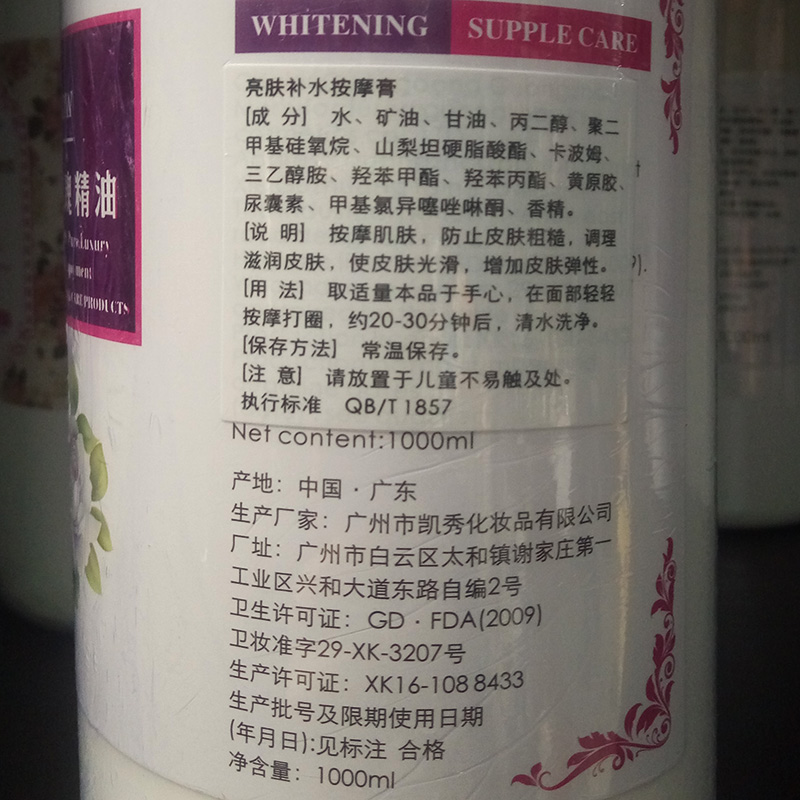 WHITENING SUPPLE CARE
亮肤补水按摩膏
[成 分] 水、矿油、甘油、丙二醇、聚二
甲基硅氧烷、山梨坦硬脂酸酯、卡波姆、
三乙醇胺、羟苯甲酯、羟苯丙酯、黄原胶、
尿囊素、甲基氯异噻唑啉酮、香精。
[说 明] 按摩肌肤，防止皮肤粗糙，调理
滋润皮肤，使皮肤光滑，增加皮肤弹性。
[用 法] 取适量本品于手心，在面部轻轻
按摩打圈，约20-30分钟后，清水洗净。
[保存方法] 常温保存。
[注 意] 请放置于儿童不易触及处。
执行标准 QB/T 1857
Net content:1000ml
产地：中国·广东
生产厂家：广州市凯秀化妆品有限公司
厂址：广州市白云区太和镇谢家庄第一
工业区兴和大道东路自编2号
卫生许可证：GD·FDA(2009)
卫妆准字29-XK-3207号
生产许可证：XK16-108 8433
生产批号及限期使用日期
(年月日):见标注 合格
净含量：1000ml
精油
Luxury
CARE PRODUCTS